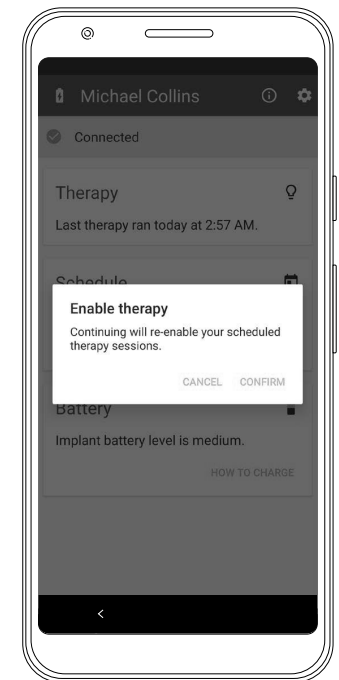 Michael Collins
Connected
Therapy
Last therapy ran today at 2:57 AM.
Schedule
Enable therapy
Continuing will re-enable your scheduled
therapy sessions.
CANCEL CONFIRM
Battery
Implant battery level is medium.
HOW TO CHARGE